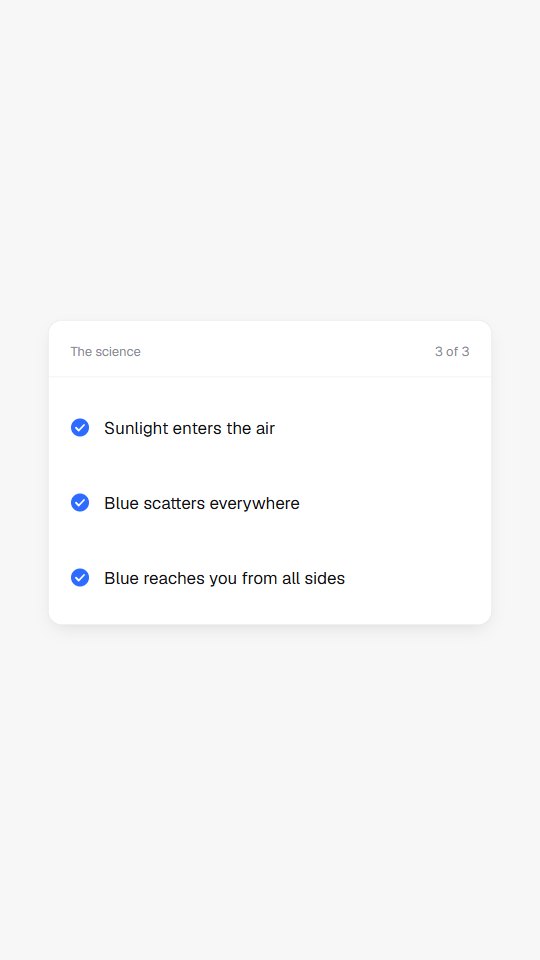 The science
3 of 3
Sunlight enters the air
Blue scatters everywhere
Blue reaches you from all sides